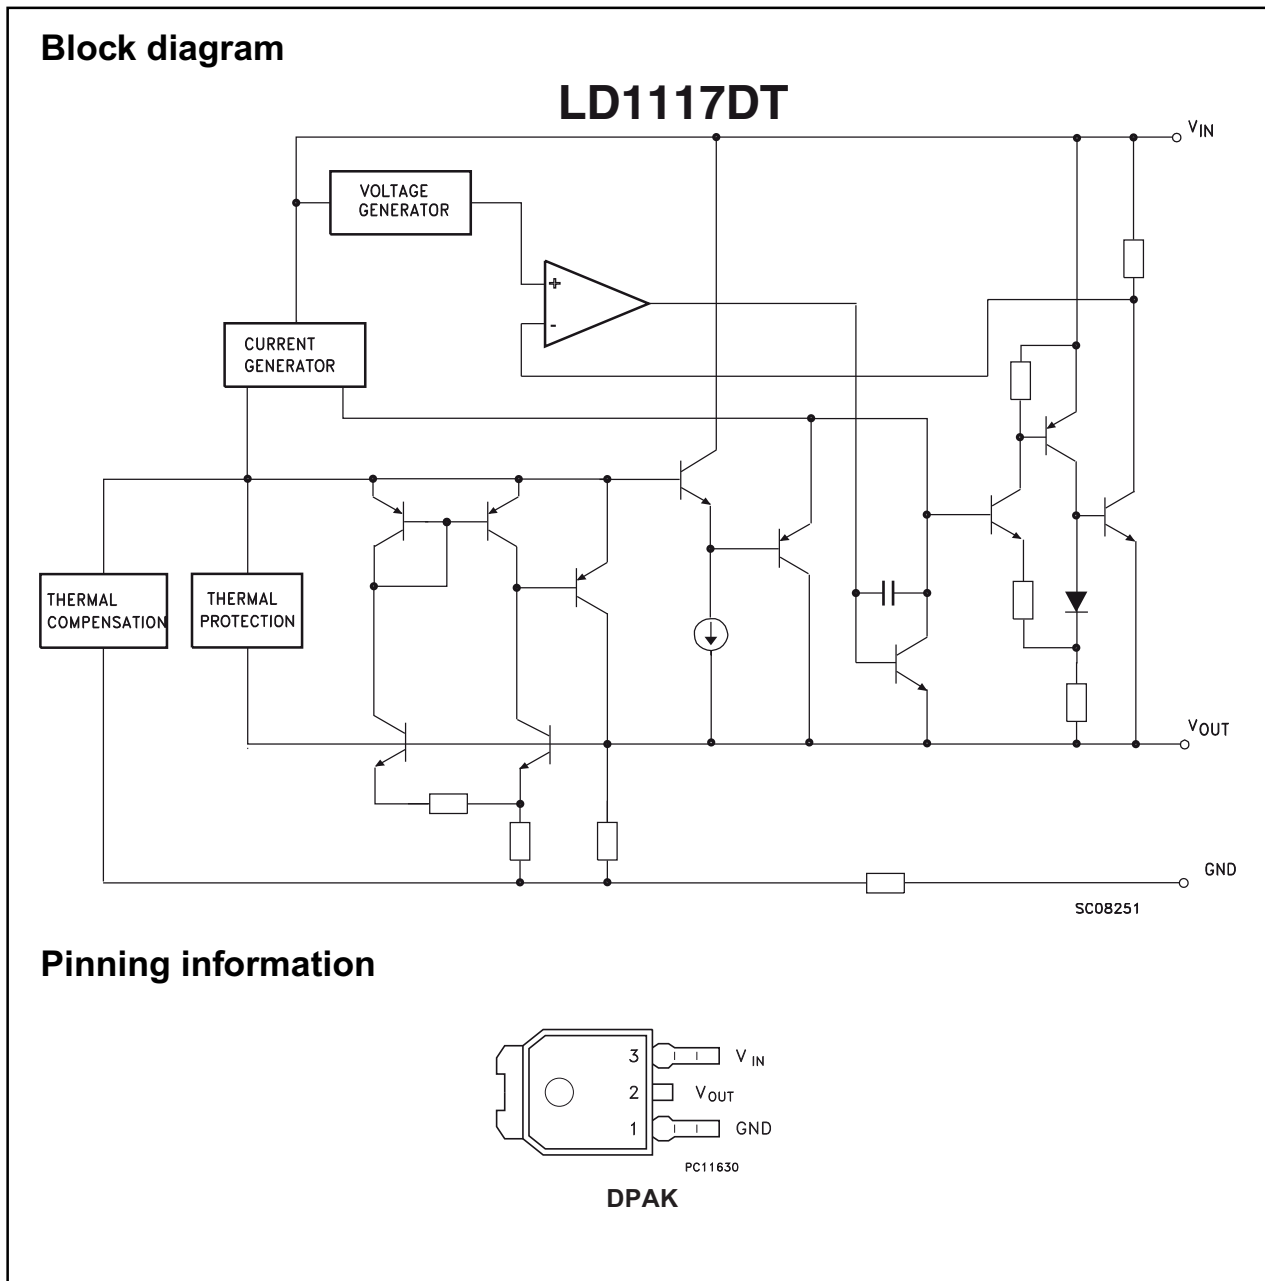 Block diagram
LD1117DT
VIN
VOLTAGE
GENERATOR
+
-
CURRENT
GENERATOR
THERMAL
COMPENSATION
THERMAL
PROTECTION
VOUT
GND
SC08251
Pinning information
3 VIN
2 VOUT
1 GND
PC11630
DPAK